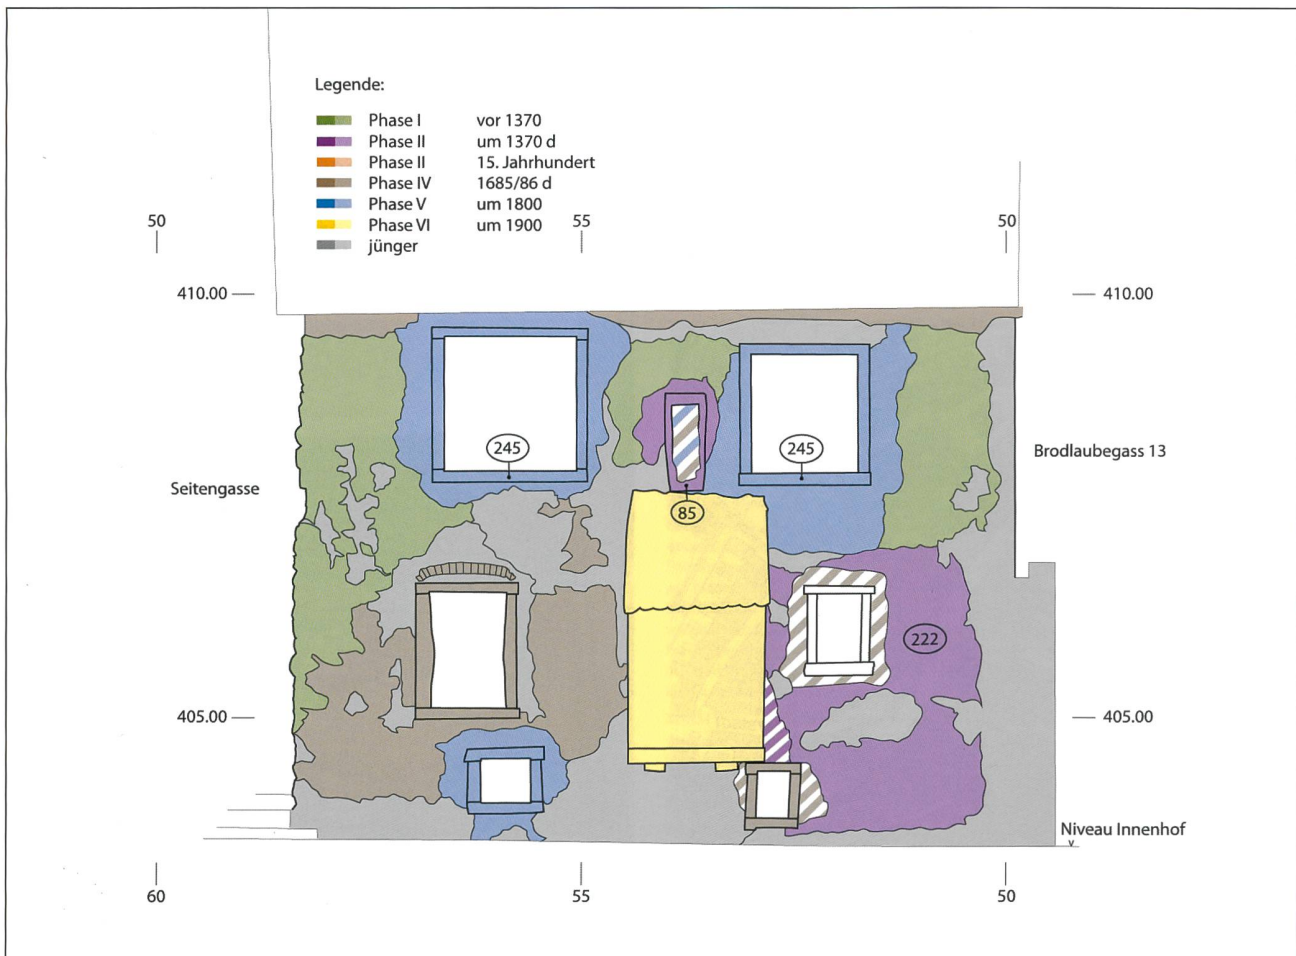 Legende:
Phase I vor 1370
Phase II um 1370 d
Phase II 15. Jahrhundert
Phase IV 1685/86 d
Phase V um 1800
Phase VI um 1900
jünger
50 55 50
410.00 410.00
245 245
Brodlaubegass 13
Seitengasse
85
222
405.00 405.00
Niveau Innenhof
60 55 50